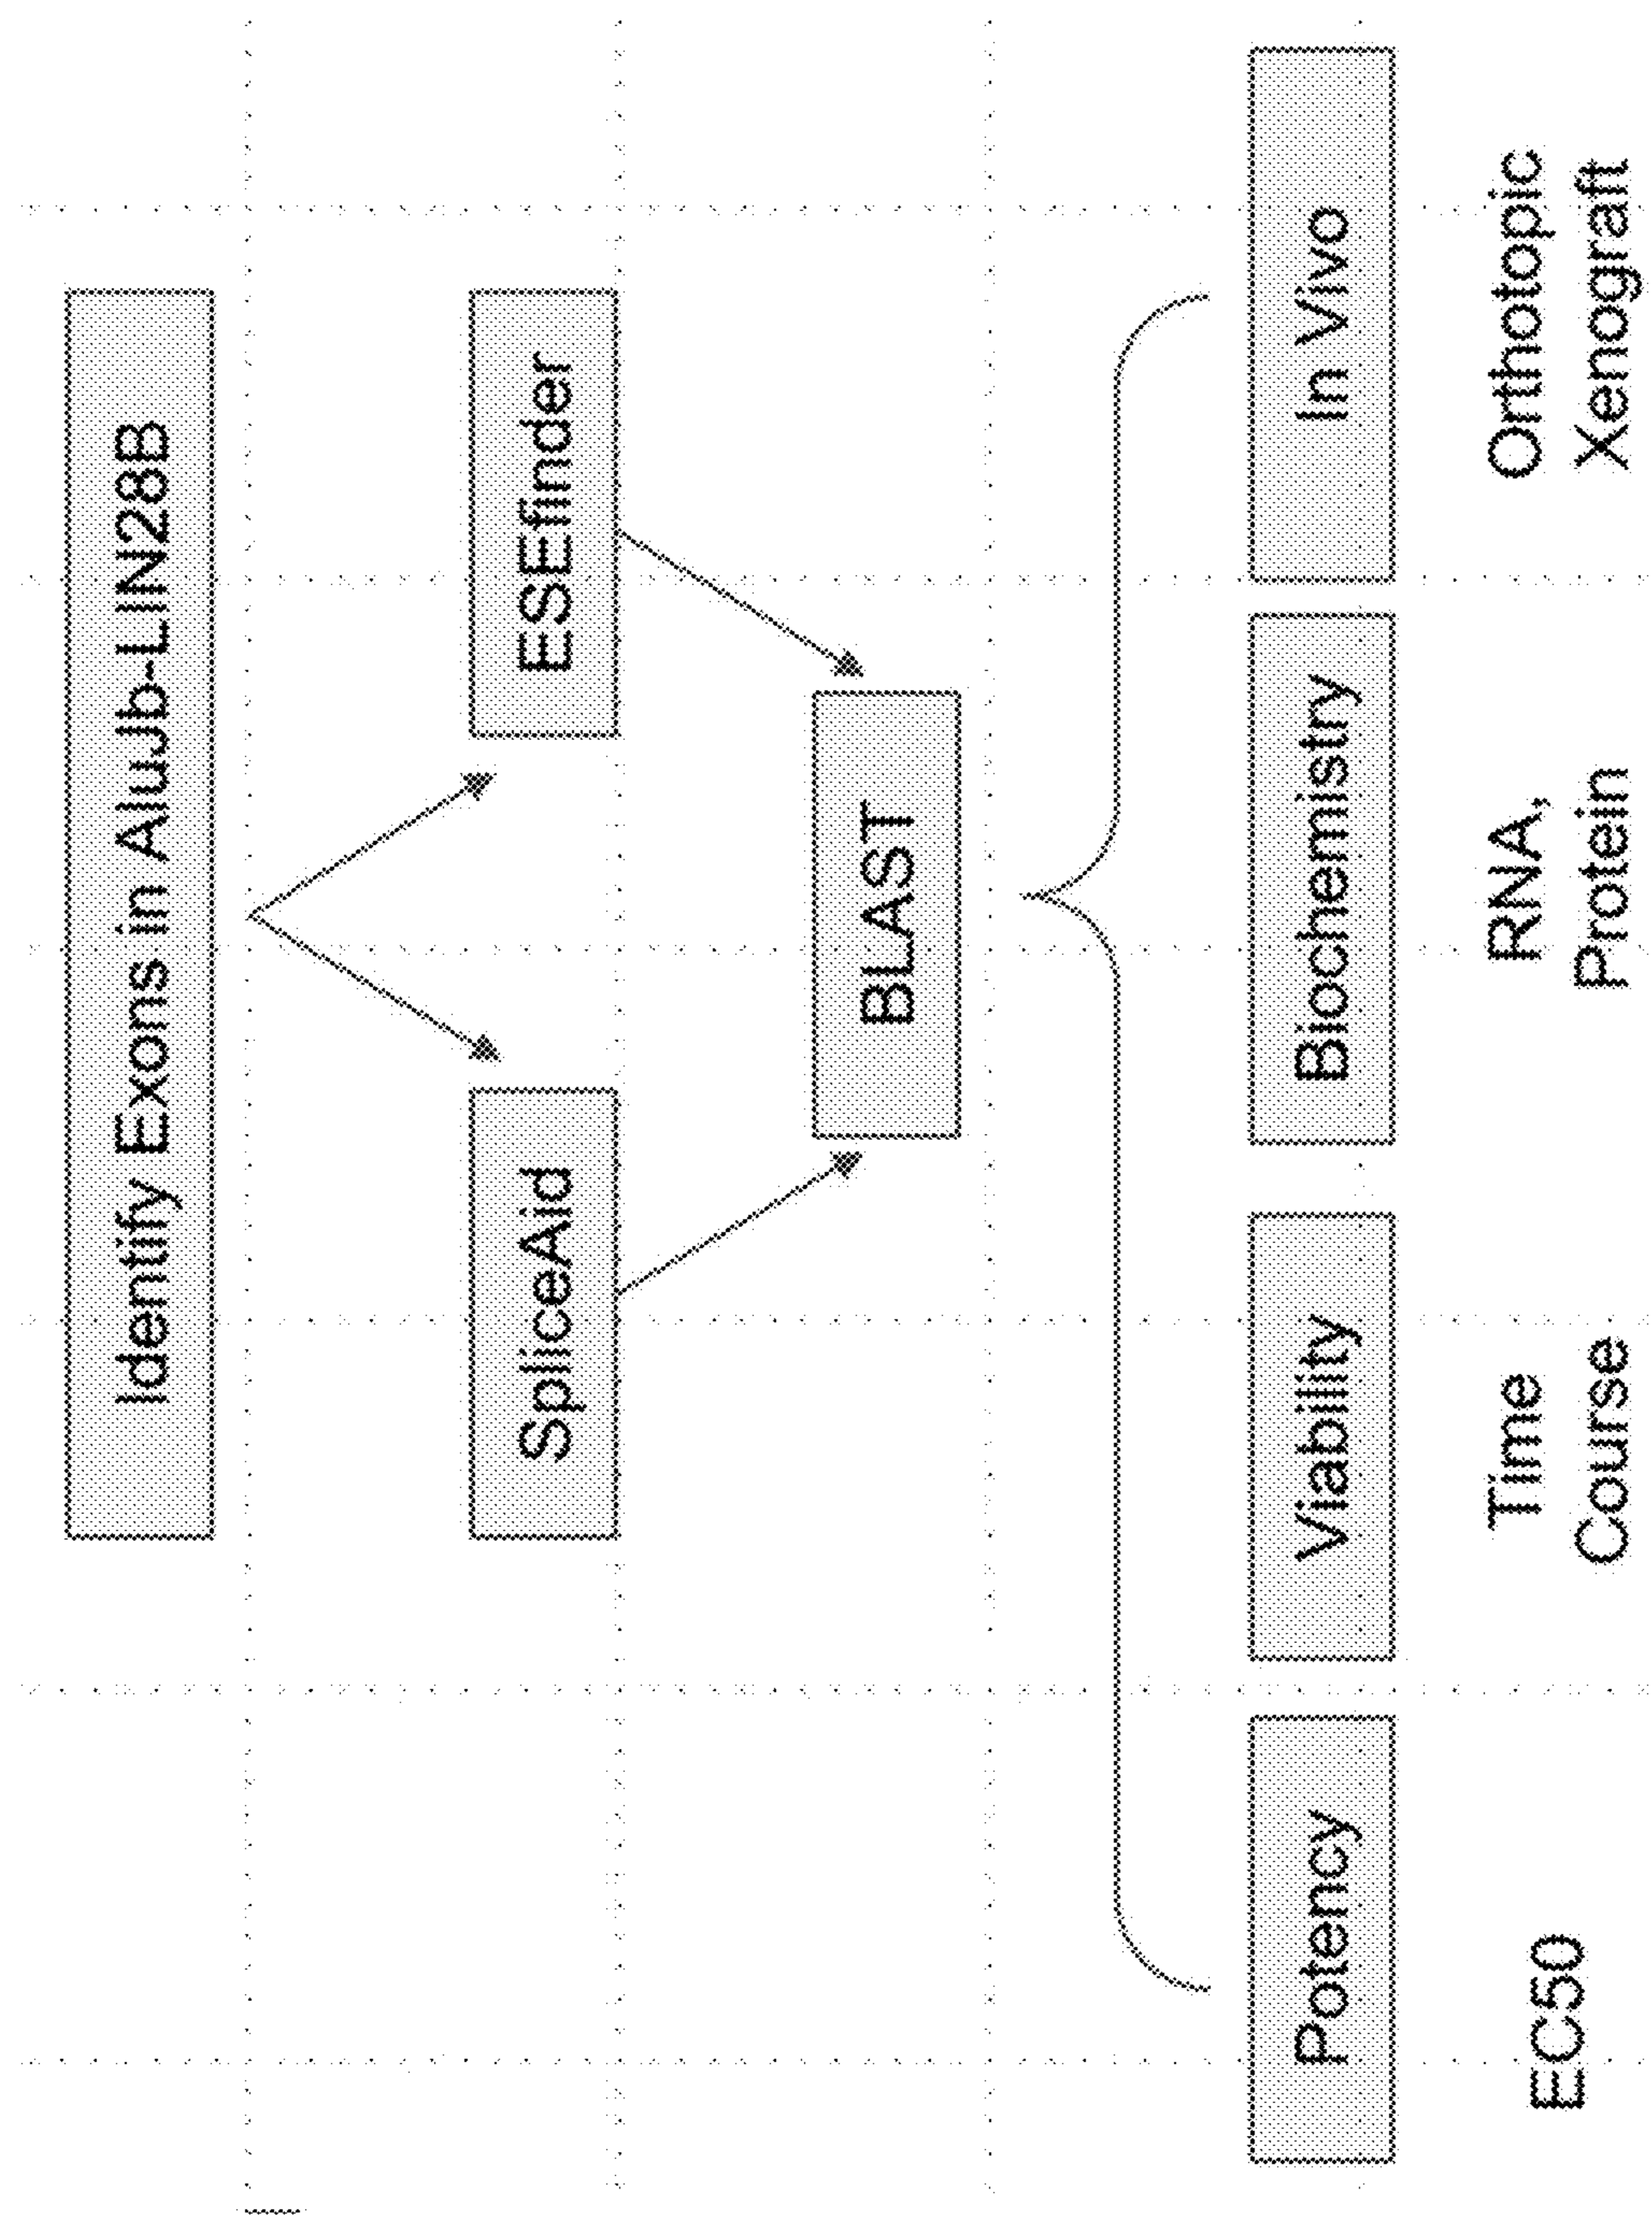 Identify Exons in AluJb-LIN28B
SpliceAid
ESEfinder
BLAST
Potency
Viability
Biochemistry
In Vivo
EC50
Time
Course
RNA,
Protein
Orthotopic
Xenograft